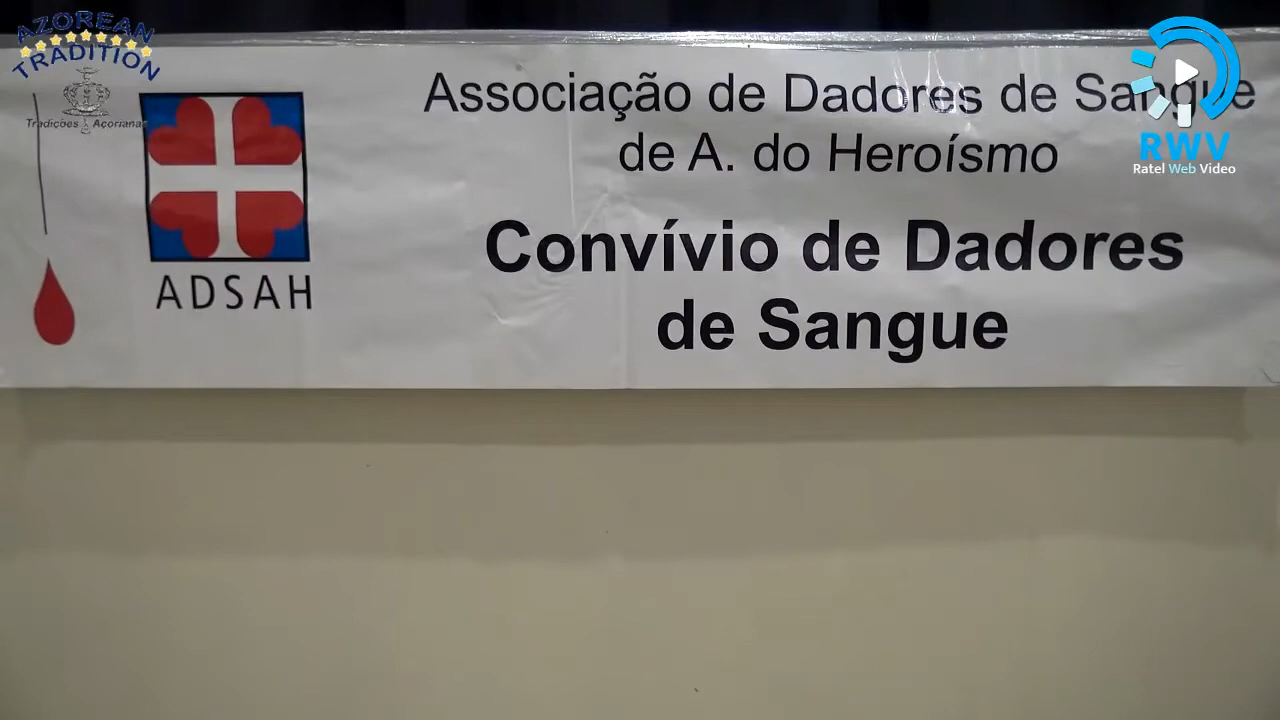 AZOREAN
TRADITION
Tradições Açorianas
ADSAH
Associação de Dadores de Sangue
de A. do Heroísmo
Convívio de Dadores
de Sangue
RWV
Ratel Web Video